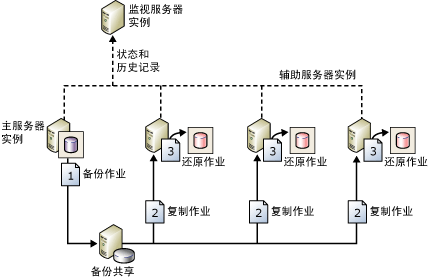 监视服务器
实例
状态和
历史记录
辅助服务器实例
主服务器
实例
3
还原作业
3
还原作业
3
还原作业
1
备份作业
2
复制作业
2
复制作业
2
复制作业
备份共享